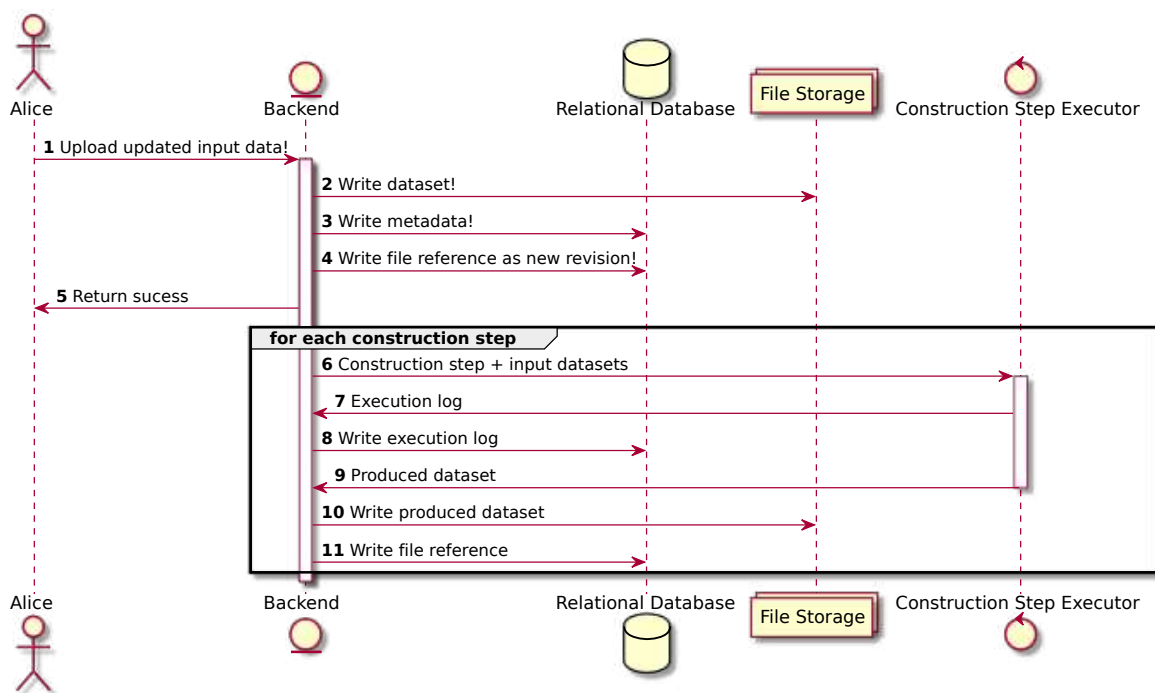 Alice
Backend
Relational Database
File Storage
Construction Step Executor
1 Upload updated input data!
2 Write dataset!
3 Write metadata!
4 Write file reference as new revision!
5 Return sucess
for each construction step
6 Construction step + input datasets
7 Execution log
8 Write execution log
9 Produced dataset
10 Write produced dataset
11 Write file reference
Alice
Backend
Relational Database
File Storage
Construction Step Executor